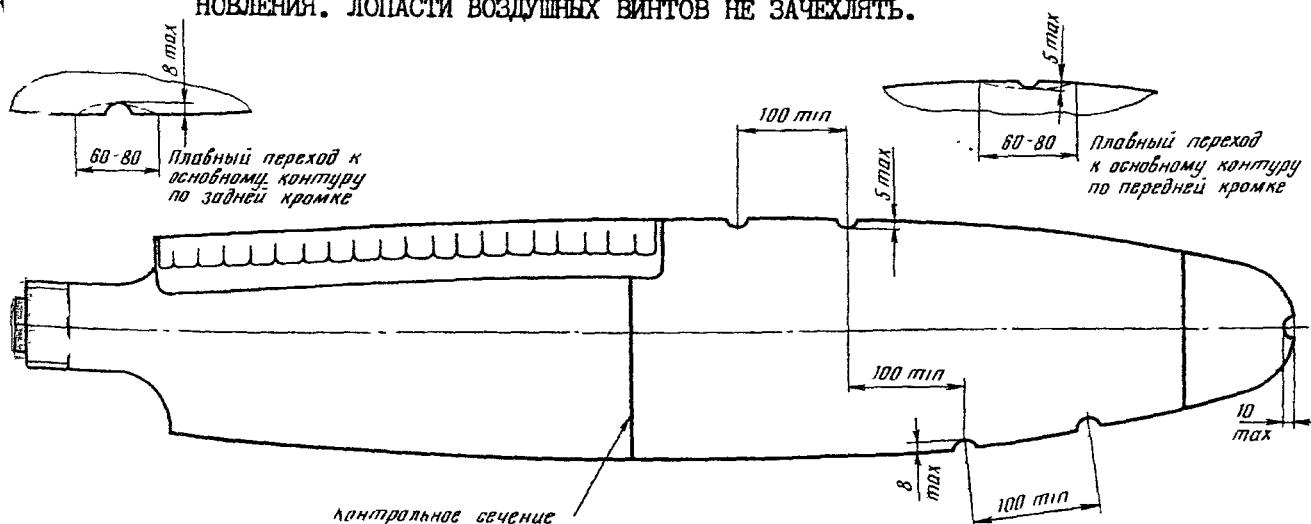 НОВЛЕНИЯ. ЛОПАСТИ ВОЗДУШНЫХ ВИНТОВ НЕ ЗАЧЕХЛЯТЬ.
8 max
60-80
Плавный переход к
основному контуру
по задней кромке
100 min
5 max
5 max
60-80
Плавный переход
к основному контуру
по передней кромке
100 min
10
max
8
max
100 min
Контрольное сечение